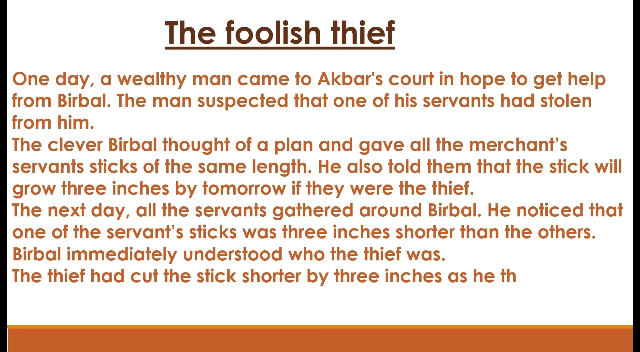 The foolish thief
One day, a wealthy man came to Akbar's court in hope to get help
from Birbal. The man suspected that one of his servants had stolen
from him.
The clever Birbal thought of a plan and gave all the merchant's
servants sticks of the same length. He also told them that the stick will
grow three inches by tomorrow if they were the thief.
The next day, all the servants gathered around Birbal. He noticed that
one of the servant's sticks was three inches shorter than the others.
Birbal immediately understood who the thief was.
The thief had cut the stick shorter by three inches as he th